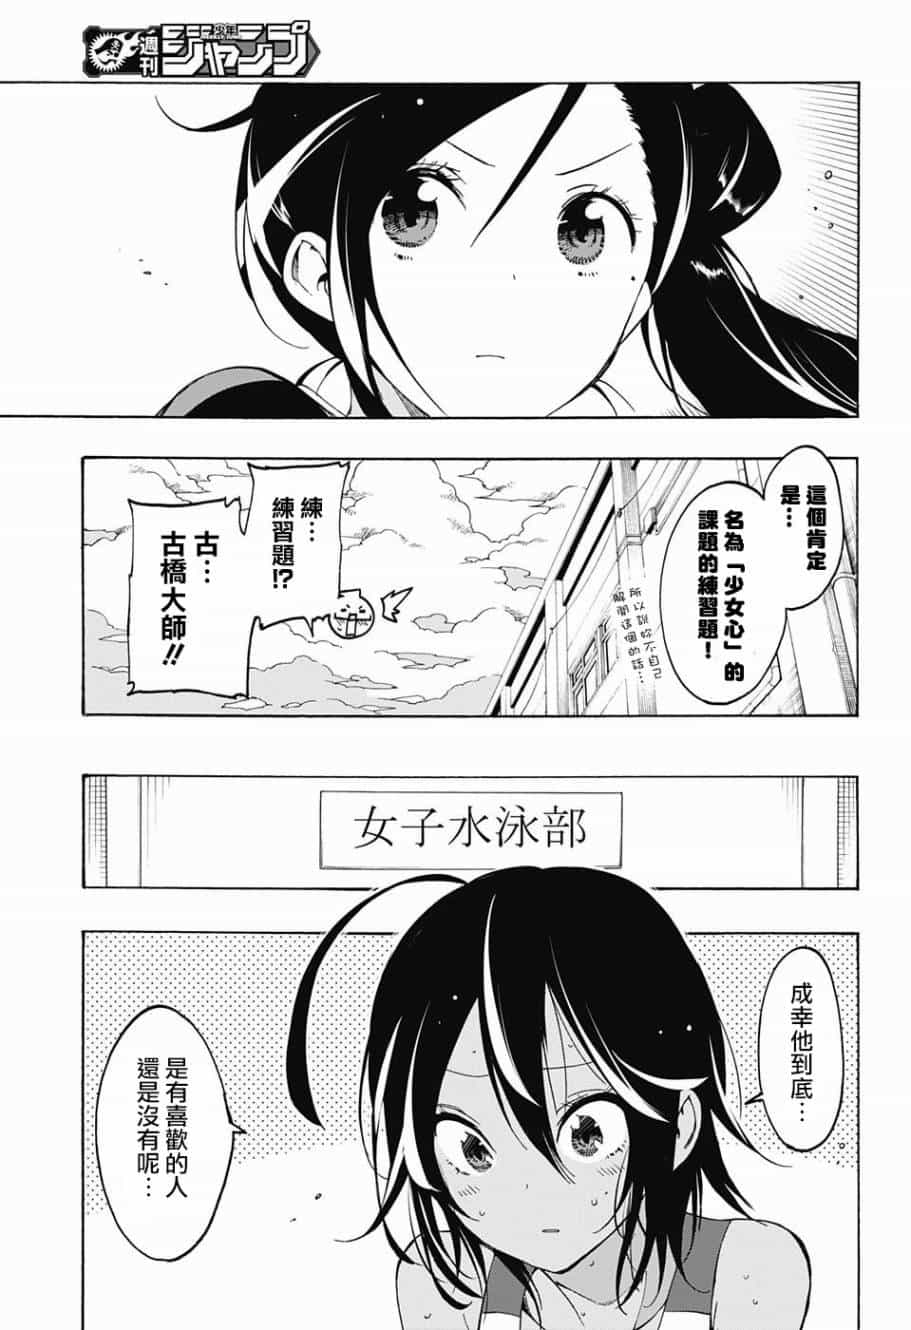 週刊
少年
ジャンプ
這個肯定
是…
名為「少女心」的
課題的練習題！
所以說妳不自己
解開這個的話…
練…
練習題!?
古…
古橋大師!!
女子水泳部
成幸他到底…
是有喜歡的人
還是沒有呢…